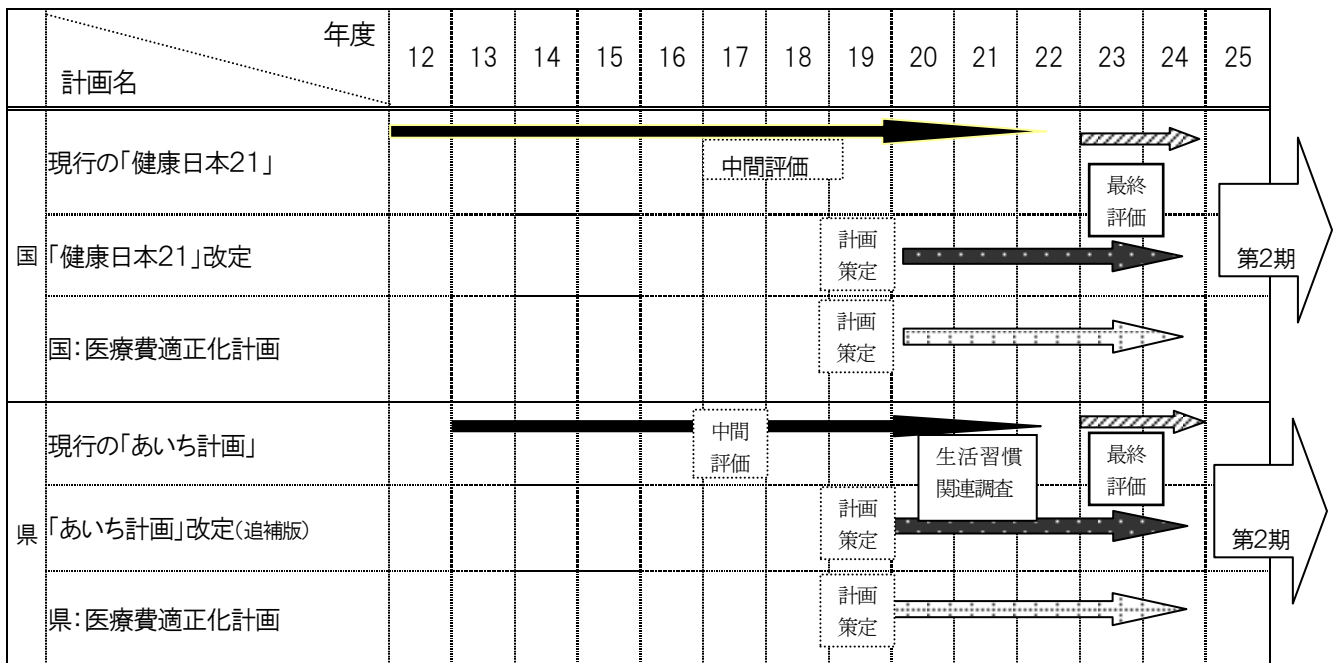 年度
計画名
12 13 14 15 16 17 18 19 20 21 22 23 24 25
国
現行の「健康日本21」
中間評価
最終
評価
「健康日本21」改定
計画
策定
国:医療費適正化計画
計画
策定
第2期
県
現行の「あいち計画」
中間
評価
生活習慣
関連調査
最終
評価
「あいち計画」改定(追補版)
計画
策定
県:医療費適正化計画
計画
策定
第2期